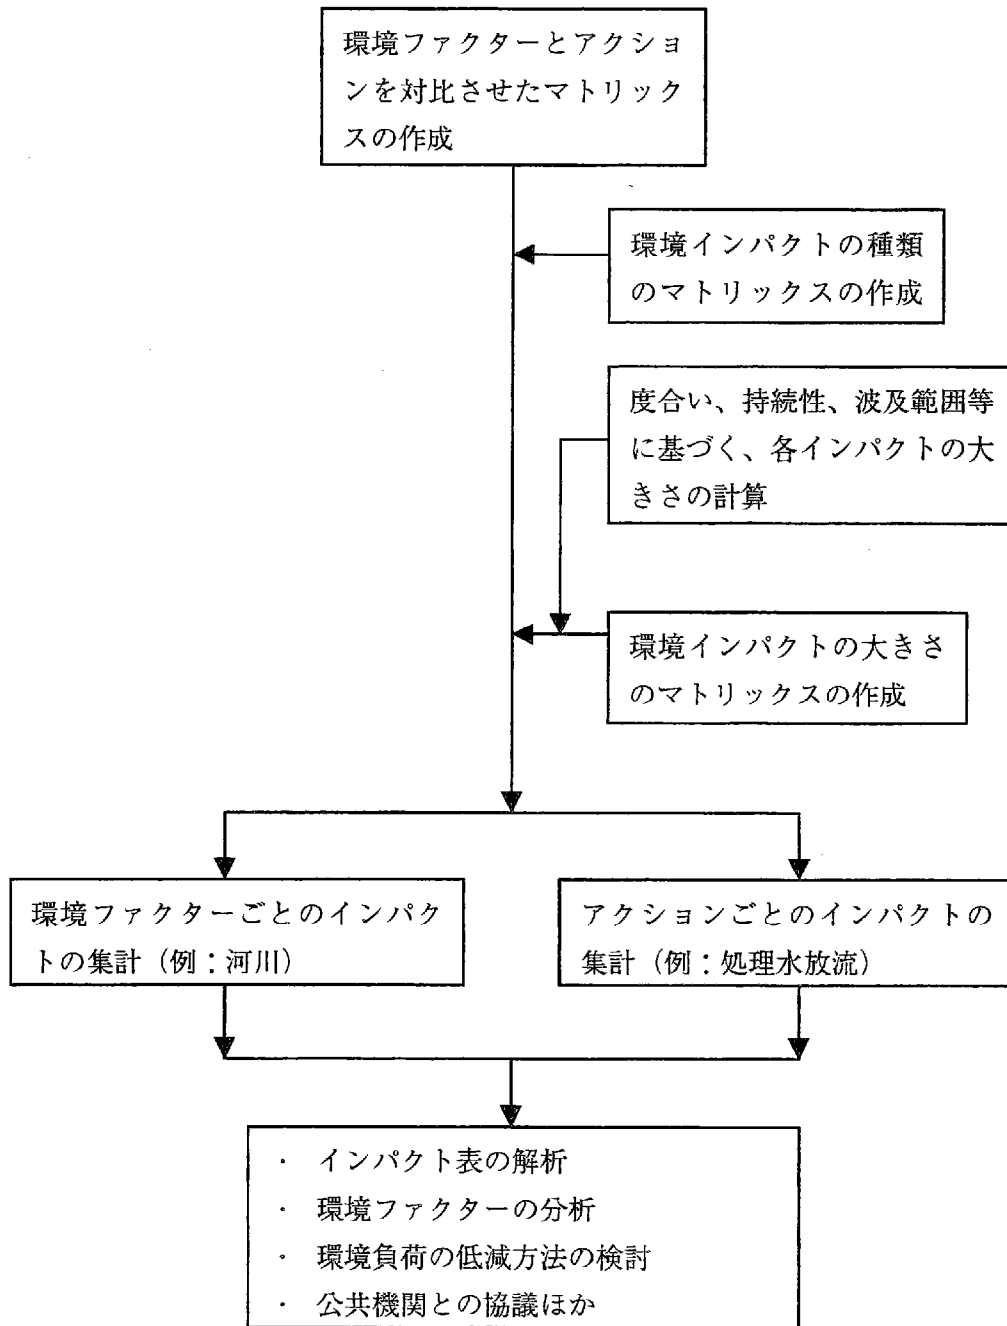 環境ファクターとアクショ
ンを対比させたマトリック
スの作成
環境インパクトの種類
のマトリックスの作成
度合い、持続性、波及範囲等
に基づく、各インパクトの大
きさの計算
環境インパクトの大きさ
のマトリックスの作成
環境ファクターごとのインパク
トの集計（例：河川）
アクションごとのインパクトの
集計（例：処理水放流）
· インパクト表の解析
· 環境ファクターの分析
· 環境負荷の低減方法の検討
· 公共機関との協議ほか